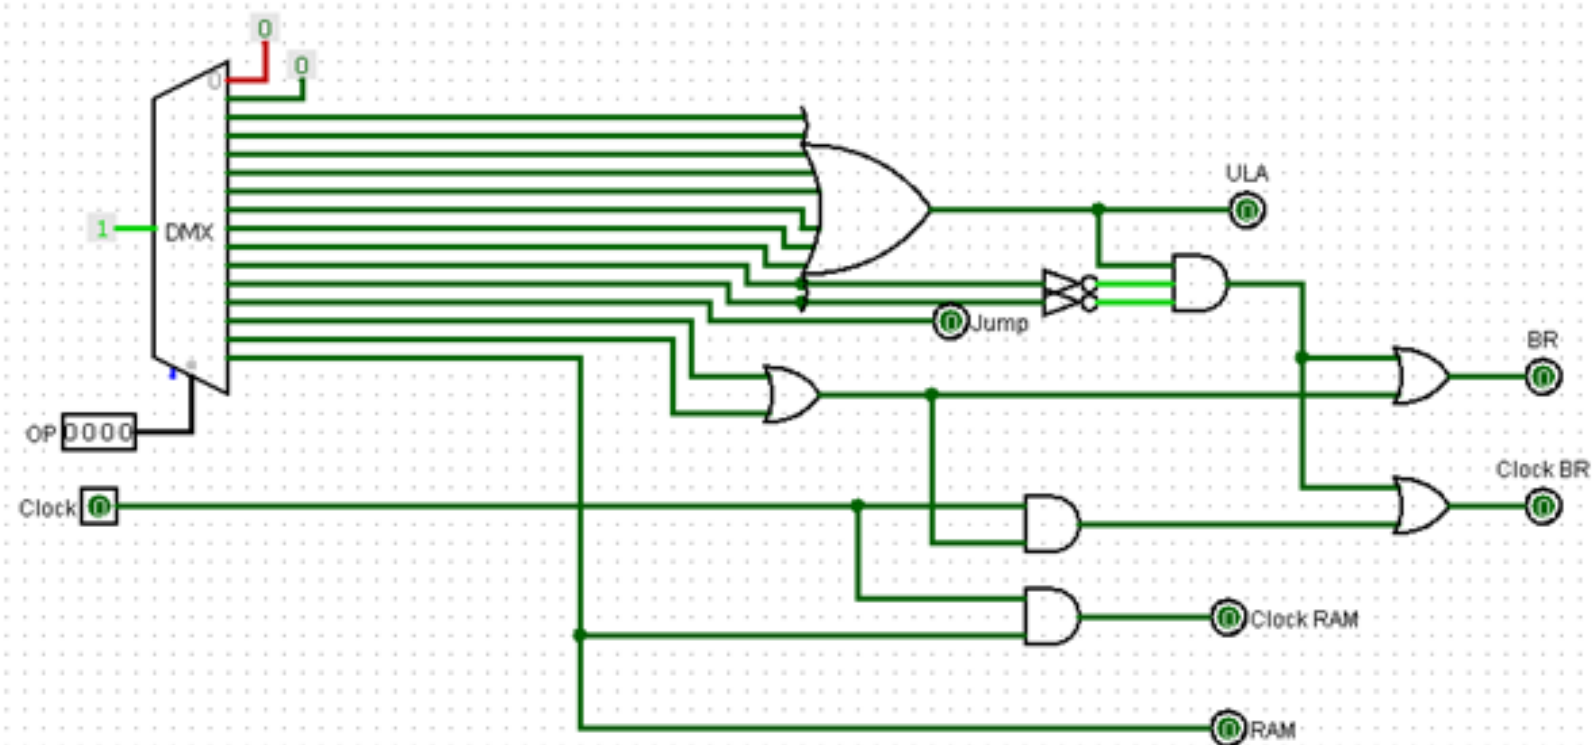 0
0
0
ULA
1
DMX
Jump
BR
OP 0000
Clock BR
Clock
Clock RAM
RAM